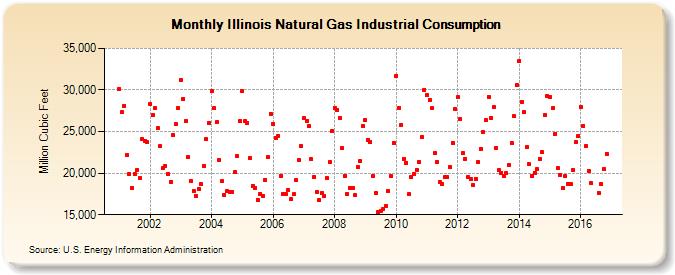 Monthly Illinois Natural Gas Industrial Consumption
Million Cubic Feet
35,000
30,000
25,000
20,000
15,000
2002 2004 2006 2008 2010 2012 2014 2016
Source: U.S. Energy Information Administration